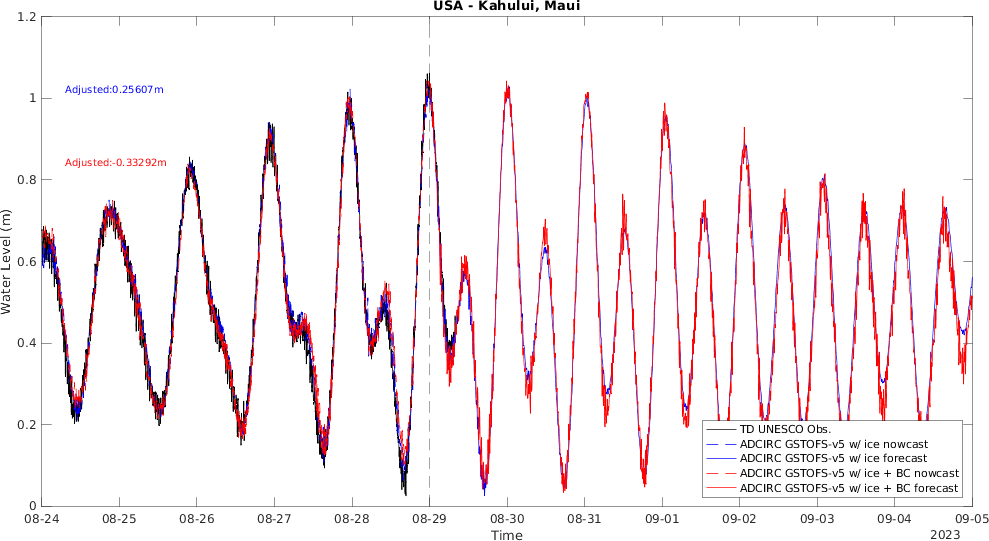 USA - Kahului, Maui
Water Level (m)
1.2
1
0.8
0.6
0.4
0.2
0
Adjusted:0.25607m
Adjusted:-0.33292m
TD UNESCO Obs.
ADCIRC GSTOFS-v5 w/ ice nowcast
ADCIRC GSTOFS-v5 w/ ice forecast
ADCIRC GSTOFS-v5 w/ ice + BC nowcast
ADCIRC GSTOFS-v5 w/ ice + BC forecast
08-24 08-25 08-26 08-27 08-28 08-29 08-30 08-31 09-01 09-02 09-03 09-04 09-05
Time
2023